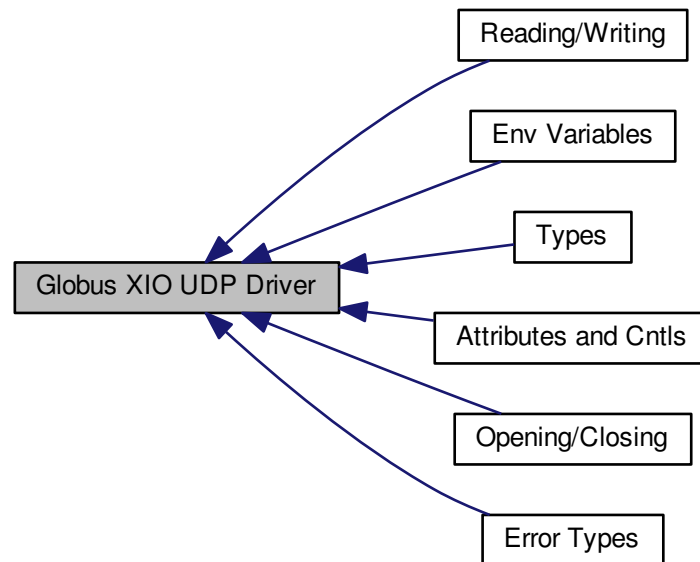 Reading/Writing
Env Variables
Types
Globus XIO UDP Driver
Attributes and Cntls
Opening/Closing
Error Types